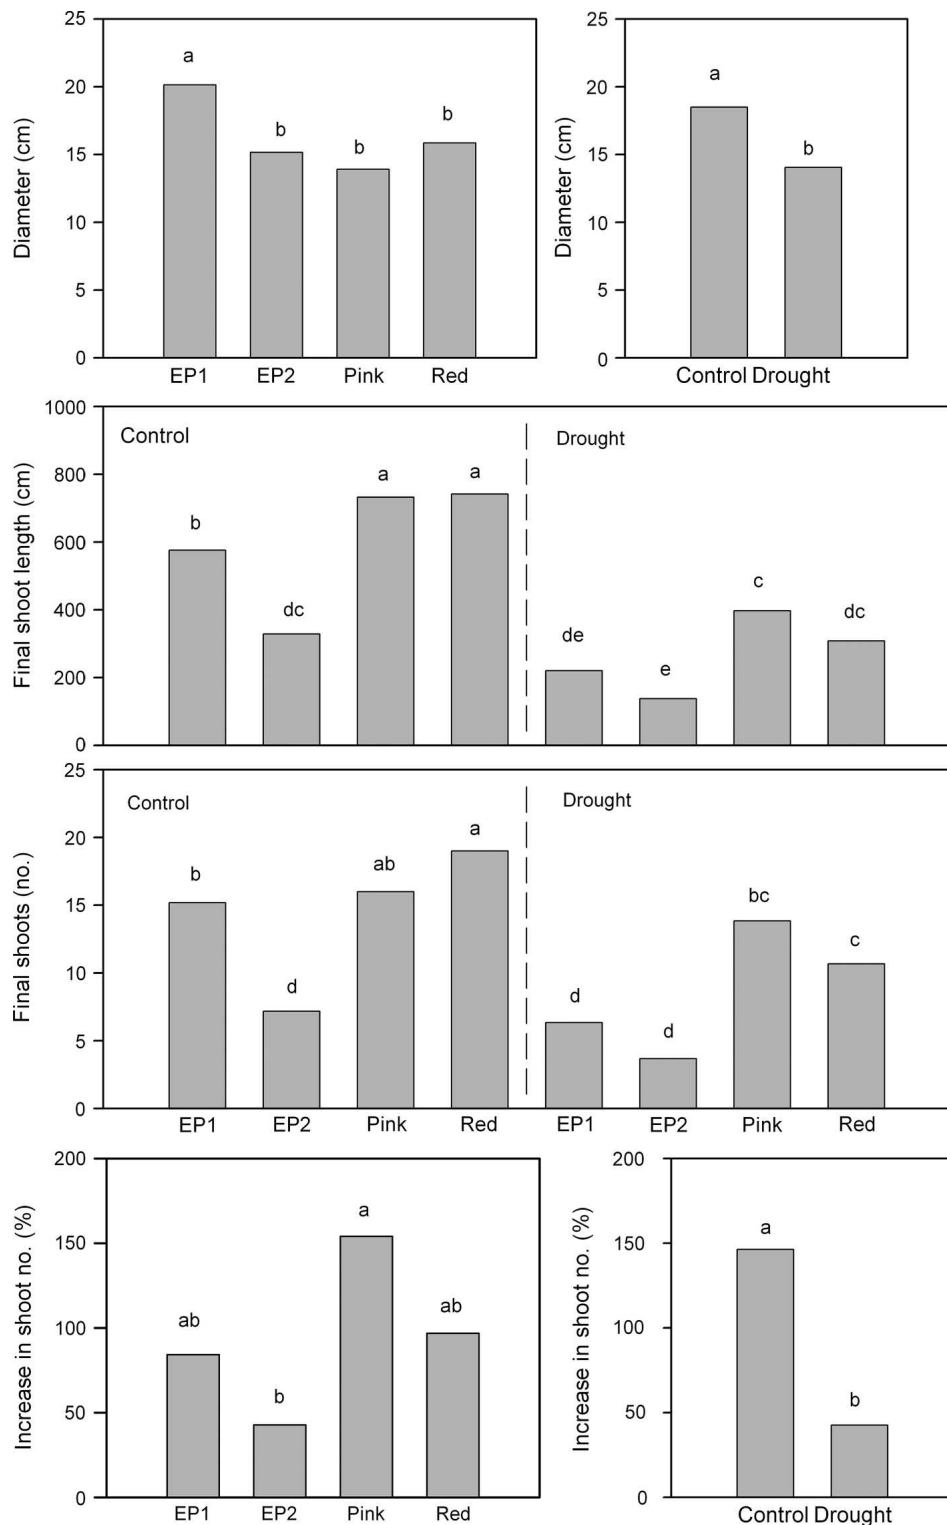 Diameter (cm)
25
20
15
10
5
0
a
b
b
b
EP1 EP2 Pink Red
Diameter (cm)
25
20
15
10
5
0
a
b
Control Drought
Final shoot length (cm)
1000
800
600
400
200
0
Control
Drought
b
dc
a
a
de
e
c
dc
Final shoots (no.)
25
20
15
10
5
0
Control
Drought
b
d
ab
a
d
d
bc
c
EP1 EP2 Pink Red EP1 EP2 Pink Red
Increase in shoot no. (%)
200
150
100
50
0
ab
b
a
ab
EP1 EP2 Pink Red
Increase in shoot no. (%)
200
150
100
50
0
a
b
Control Drought